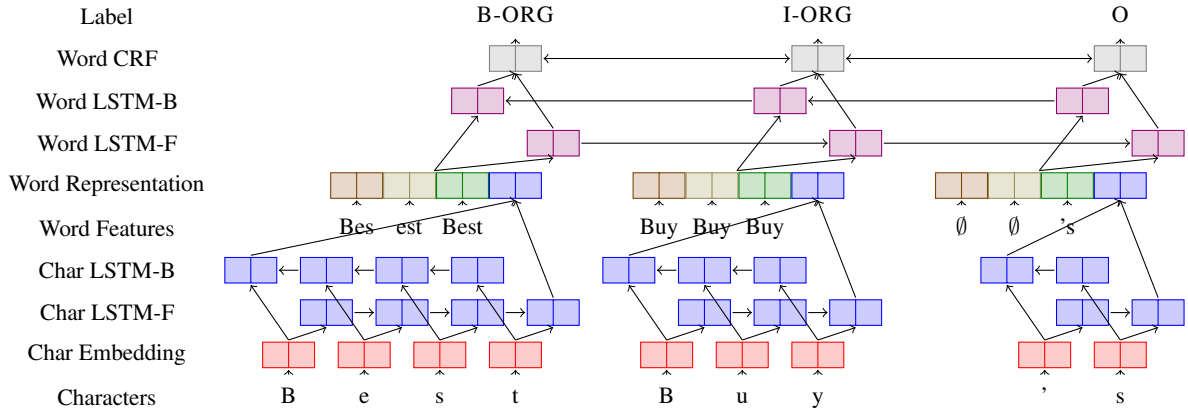 Label B-ORG I-ORG O
Word CRF
Word LSTM-B
Word LSTM-F
Word Representation
Word Features Bes est Best Buy Buy Buy ∅ ∅ 's
Char LSTM-B
Char LSTM-F
Char Embedding
Characters B e s t B u y ' s